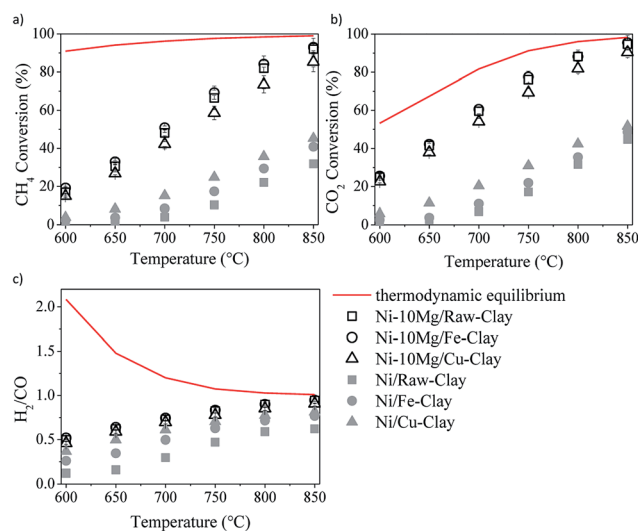 a)
b)
100
80
60
40
20
0
CH₄ Conversion (%)
600 650 700 750 800 850
Temperature (°C)
100
80
60
40
20
0
CO₂ Conversion (%)
600 650 700 750 800 850
Temperature (°C)
c)
2.0
1.5
1.0
0.5
0.0
H₂/CO
600 650 700 750 800 850
Temperature (°C)
thermodynamic equilibrium
Ni-10Mg/Raw-Clay
Ni-10Mg/Fe-Clay
Ni-10Mg/Cu-Clay
Ni/Raw-Clay
Ni/Fe-Clay
Ni/Cu-Clay